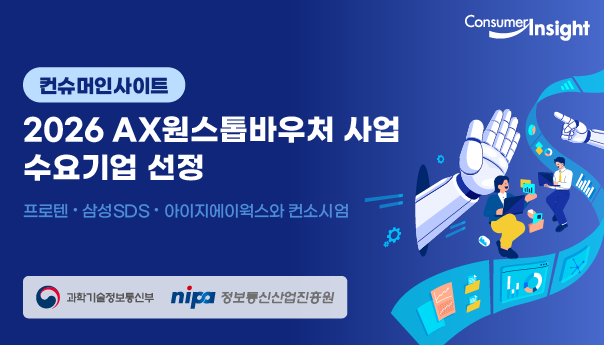 Consumer
Insight
컨슈머인사이트
2026 AX원스톱바우처 사업
수요기업 선정
프로텐 · 삼성SDS · 아이지에이웍스와 컨소시엄
과학기술정보통신부
nipa 정보통신산업진흥원